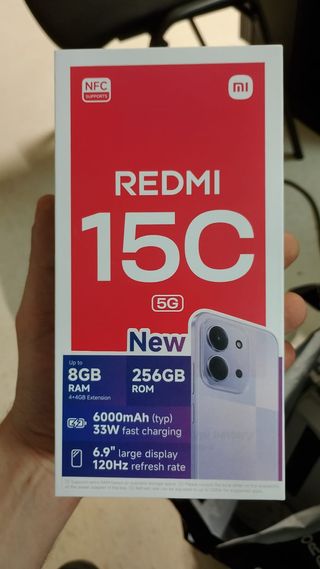 NFC
SUPPORTS
mi
REDMI
15C
5G
New
Up to
8GB
RAM
4+4GB Extension
256GB
ROM
6000mAh (typ)
33W fast charging
6.9" large display
120Hz refresh rate